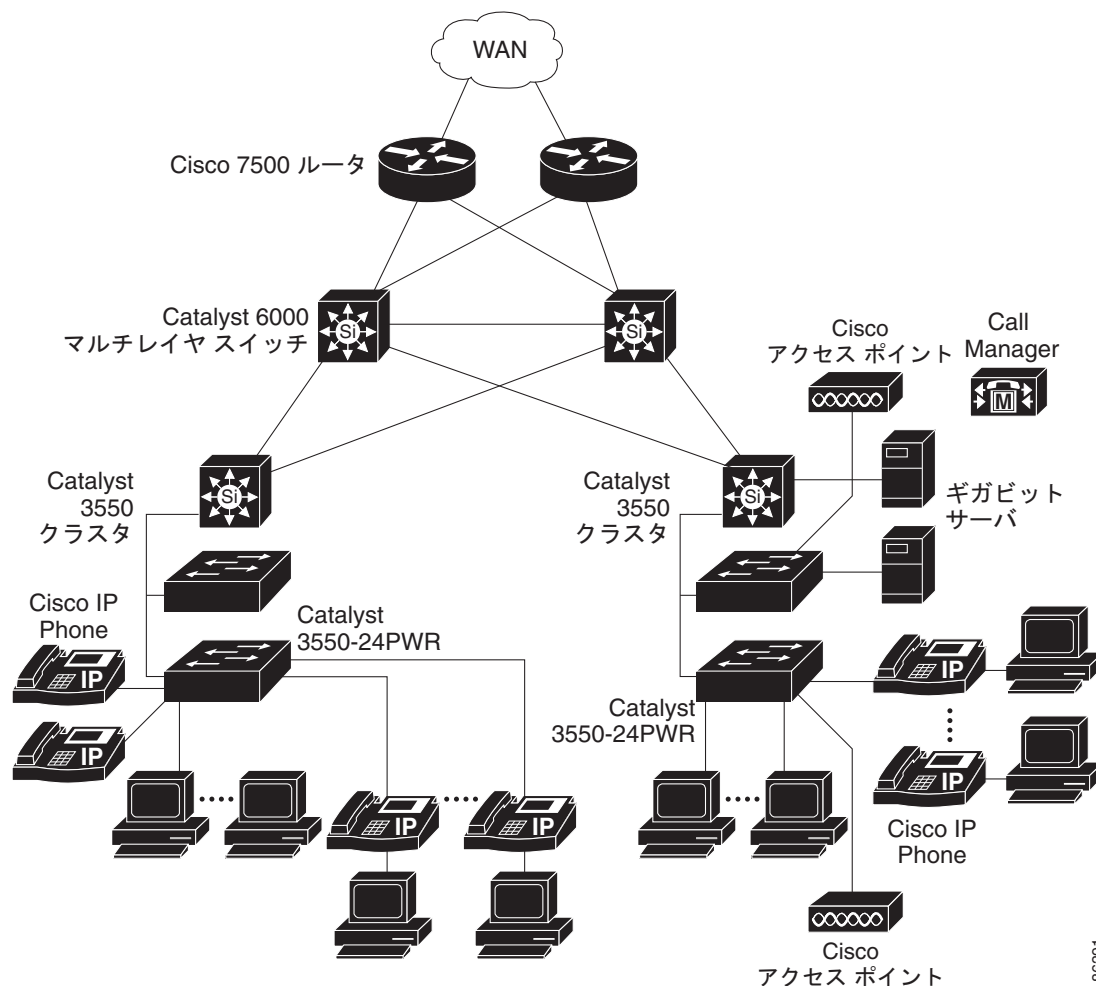 WAN
Cisco 7500 ルータ
Catalyst 6000
マルチレイヤ スイッチ
Si
Si
Cisco
アクセス ポイント
Call
Manager
M
Catalyst
3550
クラスタ
Si
Catalyst
3550
クラスタ
Si
ギガビット
サーバ
Cisco IP
Phone
IP
IP
Catalyst
3550-24PWR
Catalyst
3550-24PWR
IP
IP
Cisco IP
Phone
IP
IP
Cisco
アクセス ポイント